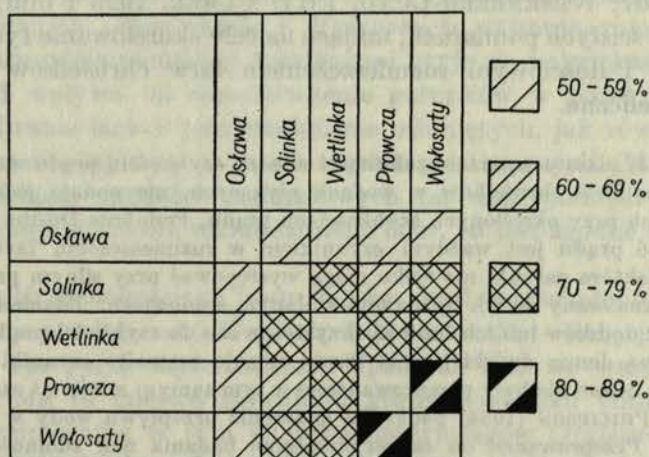 Osława
Solinka
Wetlinka
Prowcza
Wołosaty
50 - 59 %
60 - 69 %
Osława
Solinka
70 - 79 %
Wetlinka
Prowcza
80 - 89 %
Wołosaty